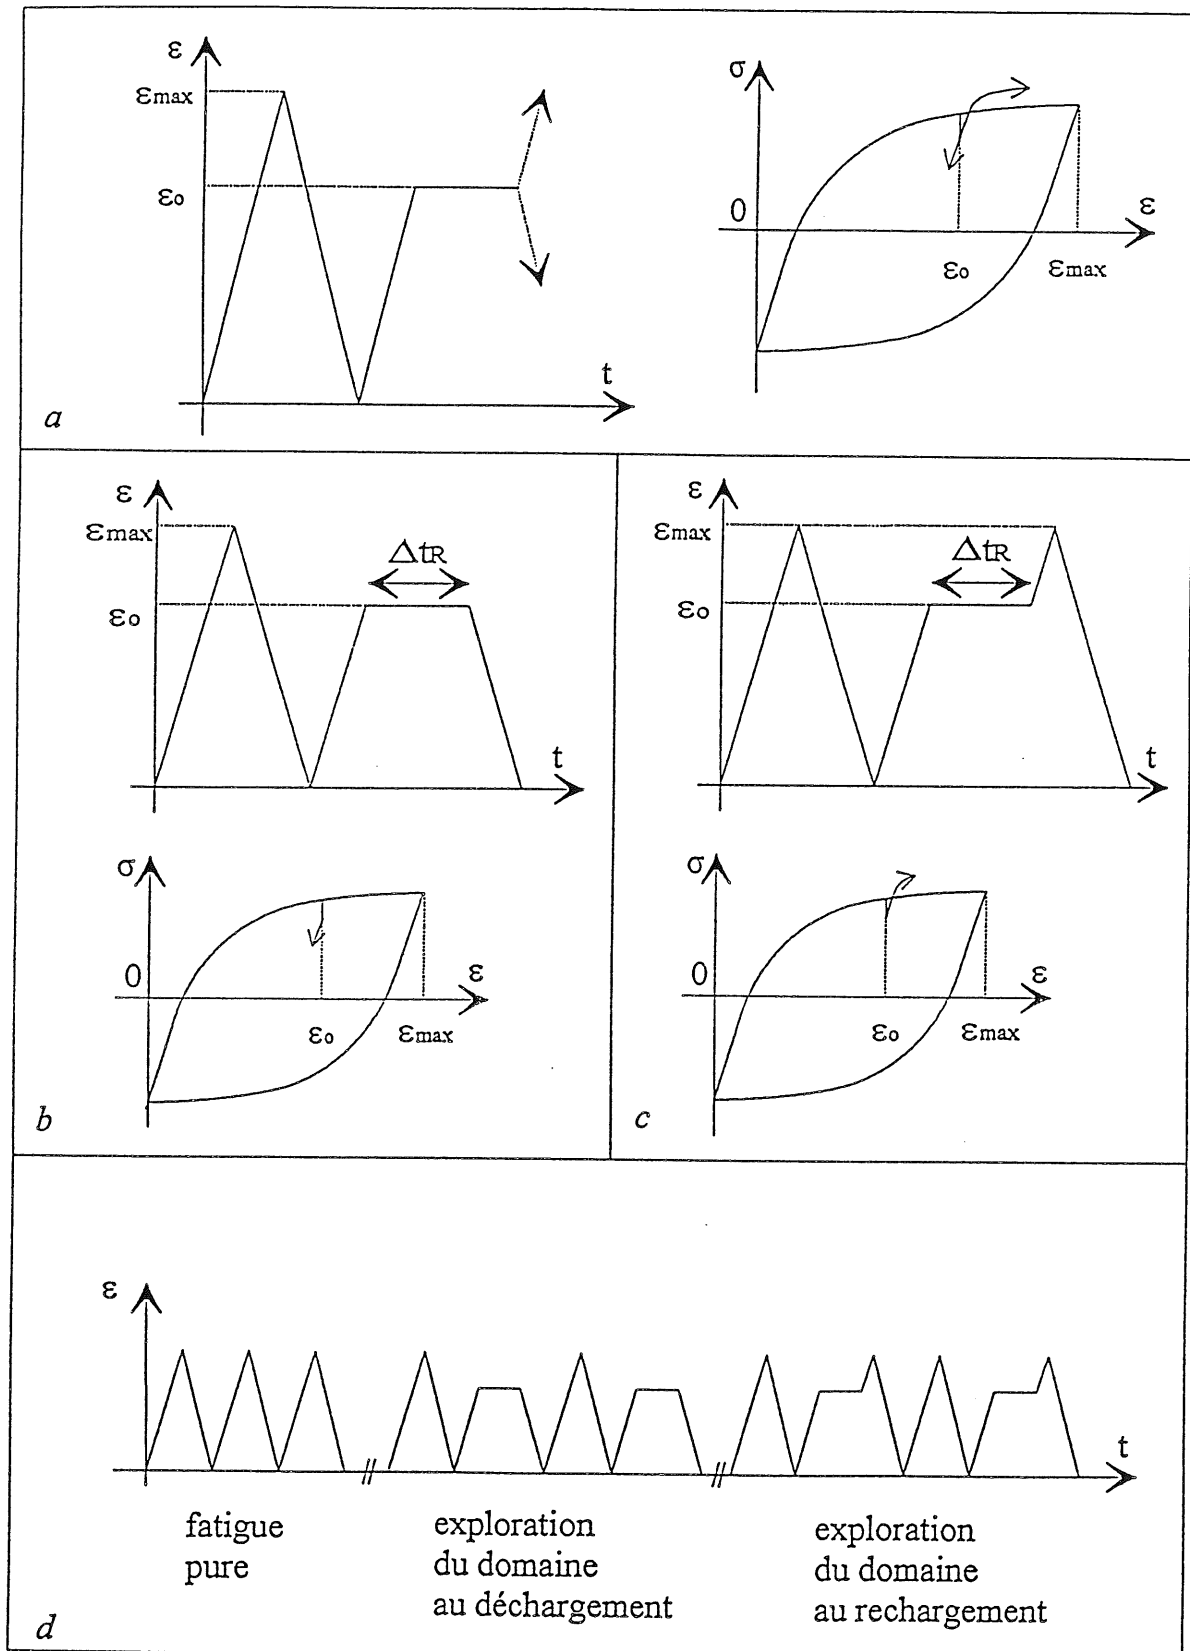 ε
εmax
εo
t
a
σ
0
ε
εo
εmax
ε
εmax
εo
ΔtR
t
σ
0
ε
εo
εmax
b
ε
εmax
εo
ΔtR
t
σ
0
ε
εo
εmax
c
ε
t
fatigue
pure
exploration
du domaine
au déchargement
exploration
du domaine
au rechargement
d